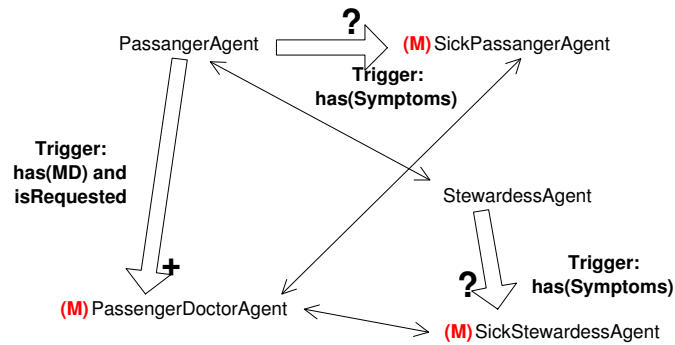 ?
PassangerAgent
(M) SickPassangerAgent
Trigger:
has(Symptoms)
Trigger:
has(MD) and
isRequested
StewardessAgent
+
?
Trigger:
has(Symptoms)
(M) PassengerDoctorAgent
(M) SickStewardessAgent